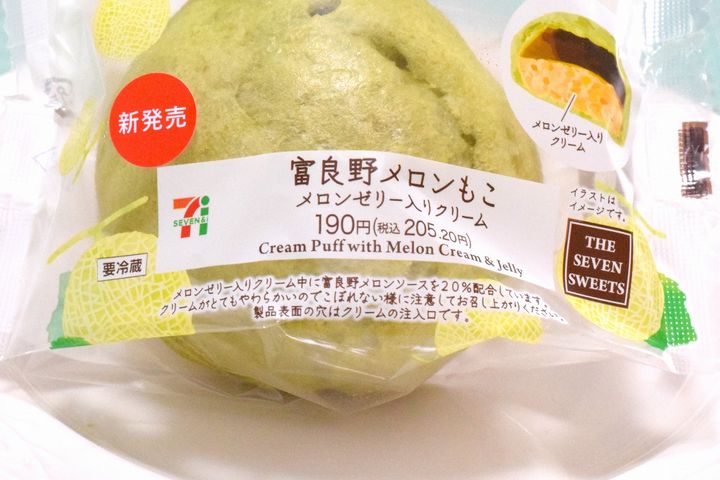 新発売
メロンゼリー入り
クリーム
イラストは
イメージです。
富良野メロンもこ
メロンゼリー入りクリーム
190円(税込 205.20円)
Cream Puff with Melon Cream & Jelly
SEVEN&i
THE
SEVEN
SWEETS
要冷蔵
メロンゼリー入りクリーム中に富良野メロンソースを20%配合しています。
クリームがとてもやわらかいのでこぼれない様に注意してお召し上がりください。
製品表面の穴はクリームの注入口です。